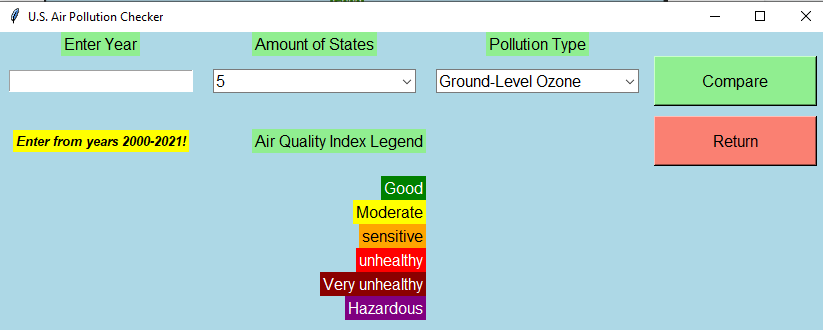 U.S. Air Pollution Checker
Enter Year
Amount of States
Pollution Type
5
Ground-Level Ozone
Compare
Enter from years 2000-2021!
Air Quality Index Legend
Return
Good
Moderate
sensitive
unhealthy
Very unhealthy
Hazardous